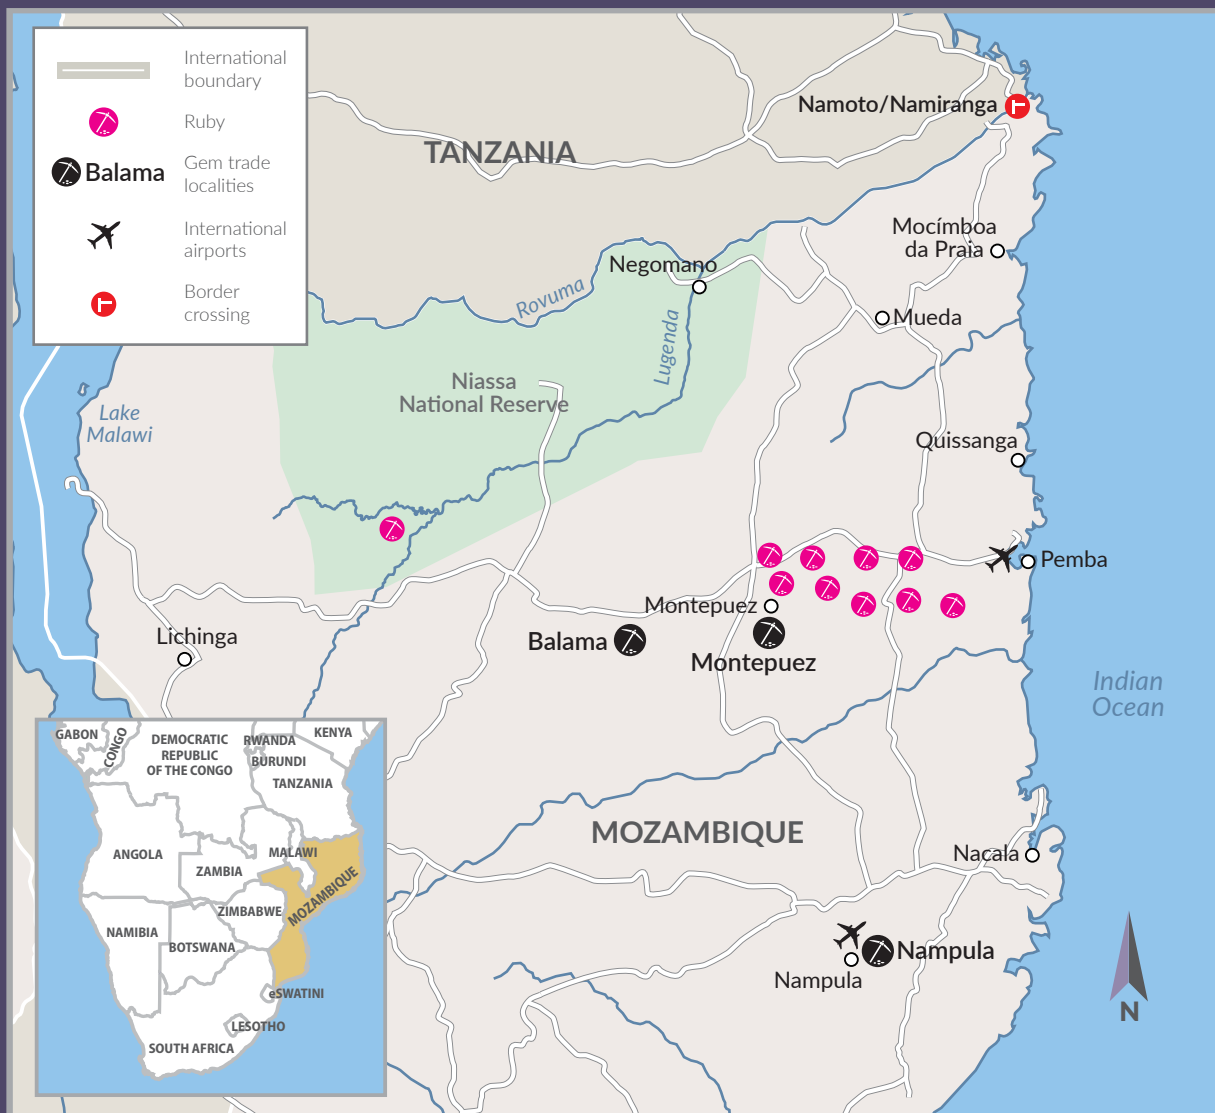 International
boundary
Ruby
Balama
Gem trade
localities
International
airports
Border
crossing
TANZANIA
Namoto/Namiranga
Mocímboa
da Praia
Negomano
Rovuma
Lugenda
Mueda
Niassa
National Reserve
Lake
Malawi
Quissanga
Pemba
Montepuez
Balama
Montepuez
Lichinga
Indian
Ocean
MOZAMBIQUE
Nacala
Nampula
Nampula
N
GABON
CONGO
DEMOCRATIC
REPUBLIC
OF THE CONGO
RWANDA
BURUNDI
KENYA
TANZANIA
ANGOLA
ZAMBIA
MALAWI
MOZAMBIQUE
ZIMBABWE
NAMIBIA
BOTSWANA
eSWATINI
LESOTHO
SOUTH AFRICA